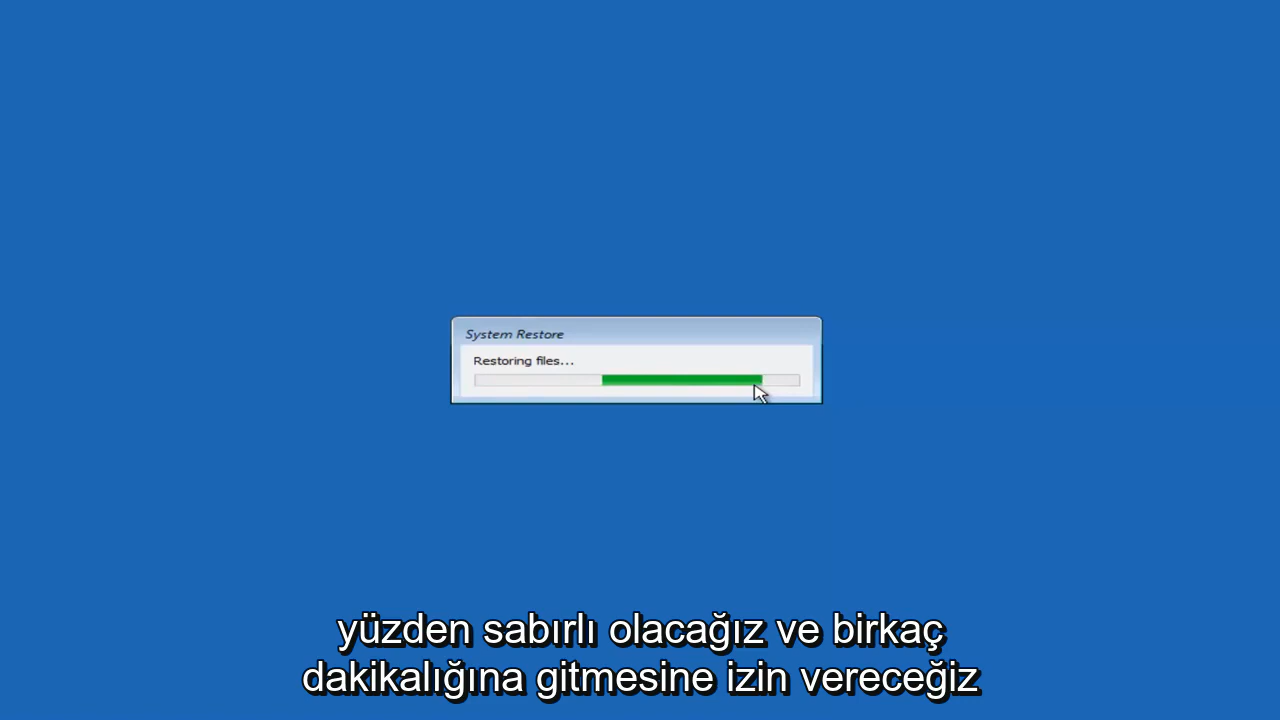 System Restore
Restoring files...
yüzden sabırlı olacağız ve birkaç
dakikalığına gitmesine izin vereceğiz